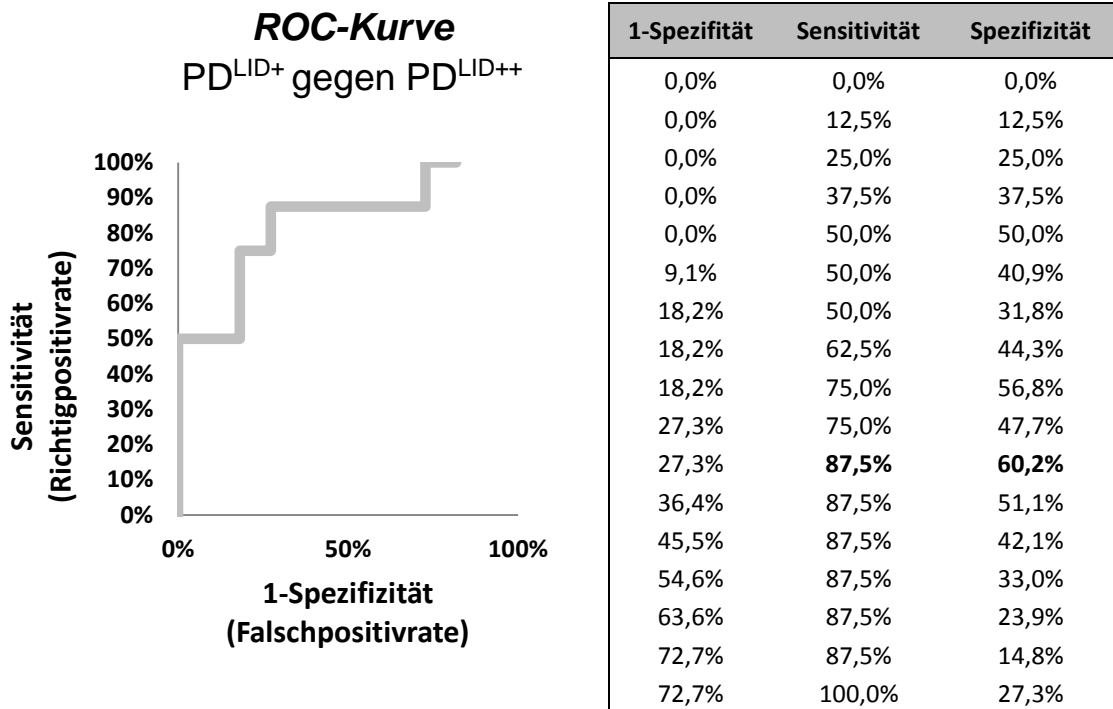 ROC-Kurve
PD^LID+ gegen PD^LID++
100%
90%
80%
70%
60%
50%
40%
30%
20%
10%
0%
Sensitivität
(Richtigpositivrate)
0% 50% 100%
1-Spezifizität
(Falschpositivrate)
1-Spezifität Sensitivität Spezifizität
0,0% 0,0% 0,0%
0,0% 12,5% 12,5%
0,0% 25,0% 25,0%
0,0% 37,5% 37,5%
0,0% 50,0% 50,0%
9,1% 50,0% 40,9%
18,2% 50,0% 31,8%
18,2% 62,5% 44,3%
18,2% 75,0% 56,8%
27,3% 75,0% 47,7%
27,3% 87,5% 60,2%
36,4% 87,5% 51,1%
45,5% 87,5% 42,1%
54,6% 87,5% 33,0%
63,6% 87,5% 23,9%
72,7% 87,5% 14,8%
72,7% 100,0% 27,3%